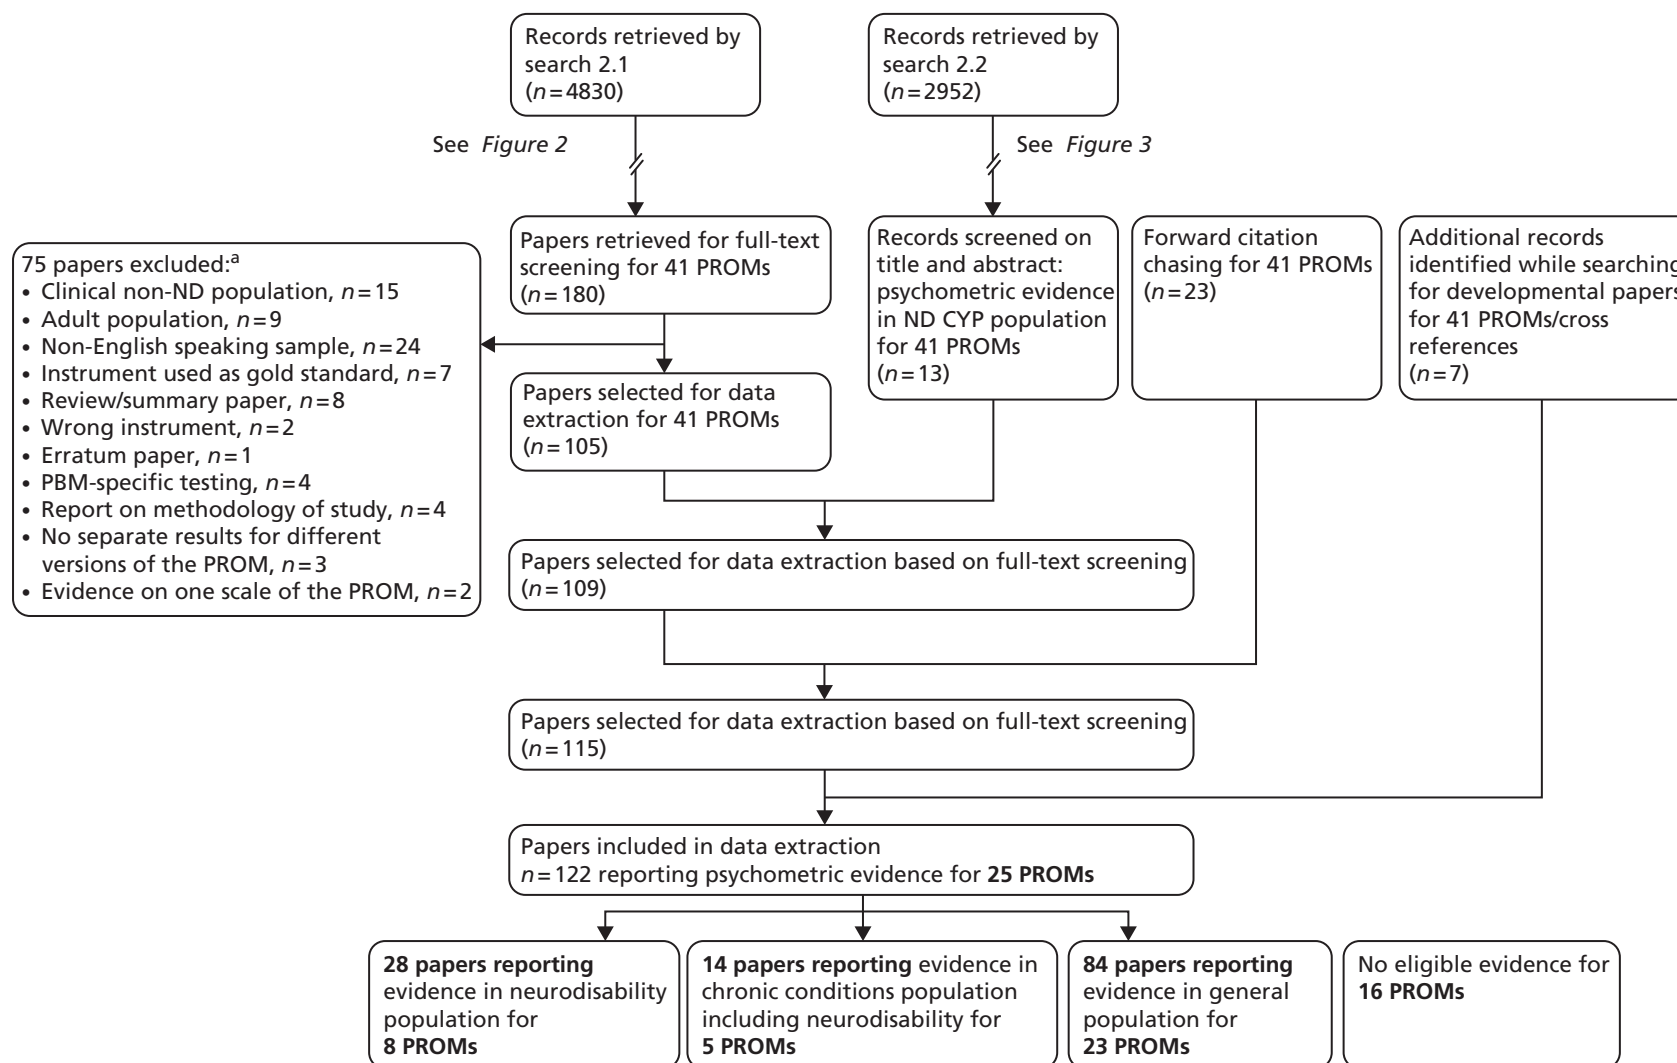 Records retrieved by
search 2.1
(n=4830)
Records retrieved by
search 2.2
(n=2952)
See Figure 2
See Figure 3
75 papers excluded:a
• Clinical non-ND population, n=15
• Adult population, n=9
• Non-English speaking sample, n=24
• Instrument used as gold standard, n=7
• Review/summary paper, n=8
• Wrong instrument, n=2
• Erratum paper, n=1
• PBM-specific testing, n=4
• Report on methodology of study, n=4
• No separate results for different
versions of the PROM, n=3
• Evidence on one scale of the PROM, n=2
Papers retrieved for full-text
screening for 41 PROMs
(n=180)
Records screened on
title and abstract:
psychometric evidence
in ND CYP population
for 41 PROMs
(n=13)
Forward citation
chasing for 41 PROMs
(n=23)
Additional records
identified while searching
for developmental papers
for 41 PROMs/cross
references
(n=7)
Papers selected for data
extraction for 41 PROMs
(n=105)
Papers selected for data extraction based on full-text screening
(n=109)
Papers selected for data extraction based on full-text screening
(n=115)
Papers included in data extraction
n=122 reporting psychometric evidence for 25 PROMs
28 papers reporting
evidence in neurodisability
population for
8 PROMs
14 papers reporting evidence in
chronic conditions population
including neurodisability for
5 PROMs
84 papers reporting
evidence in general
population for
23 PROMs
No eligible evidence for
16 PROMs